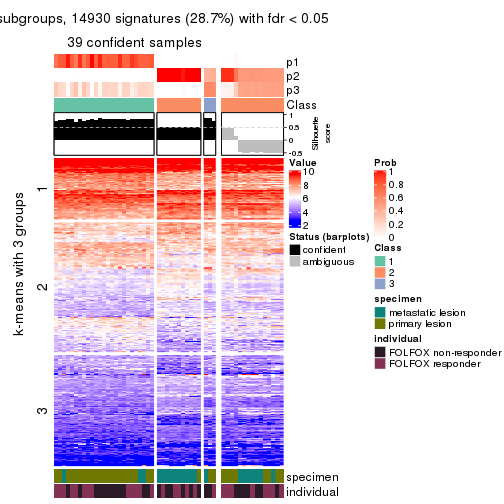 subgroups, 14930 signatures (28.7%) with fdr < 0.05
39 confident samples
p1
p2
p3
Class
1
0.5
0
-0.5
Silhouette
score
k-means with 3 groups
1
2
3
Value
10
8
6
4
2
Status (barplots)
confident
ambiguous
Prob
1
0.8
0.6
0.4
0.2
0
Class
1
2
3
specimen
metastatic lesion
primary lesion
individual
FOLFOX non-responder
FOLFOX responder
specimen
individual